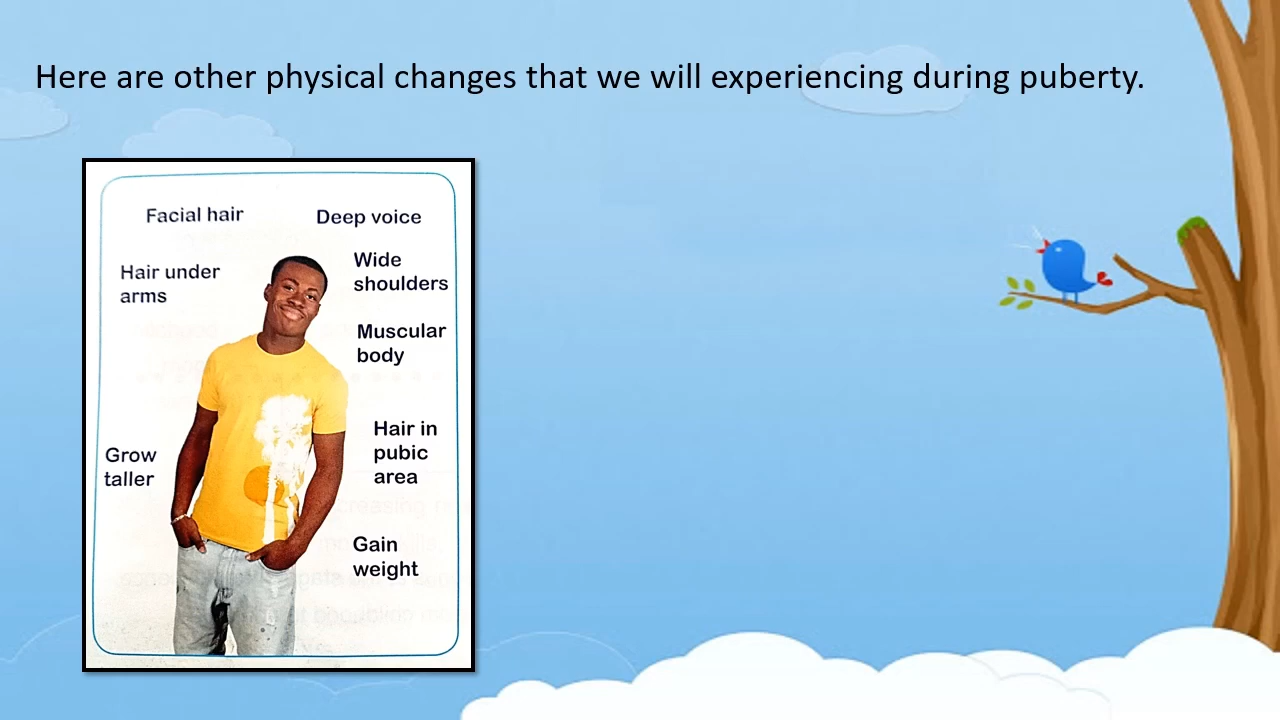 Here are other physical changes that we will experiencing during puberty.
Facial hair
Deep voice
Hair under
arms
Wide
shoulders
Muscular
body
Grow
taller
Hair in
pubic
area
Gain
weight